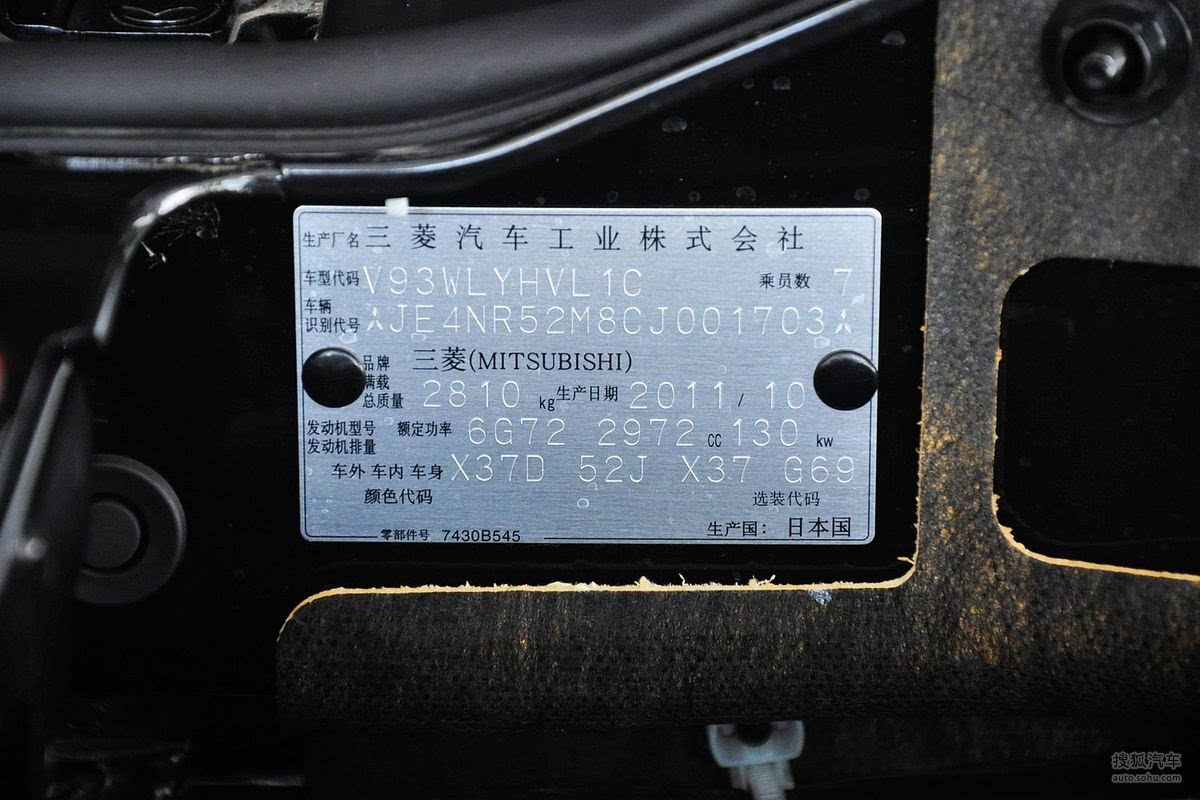 生产厂名 三菱汽车工业株式会社
车型代码 V93WLYHVL1C 乘员数 7
车辆
识别代号 JE4NR52M8CJ001703
品牌 三菱(MITSUBISHI)
满载
总质量 2810 kg 生产日期 2011 / 10
发动机型号 额定功率 6G72 2972 CC 130 kw
发动机排量
车外 车内 车身 X37D 52J X37 G69
颜色代码 选装代码
零部件号 7430B545 生产国: 日本国
搜狐汽车
auto.sohu.com